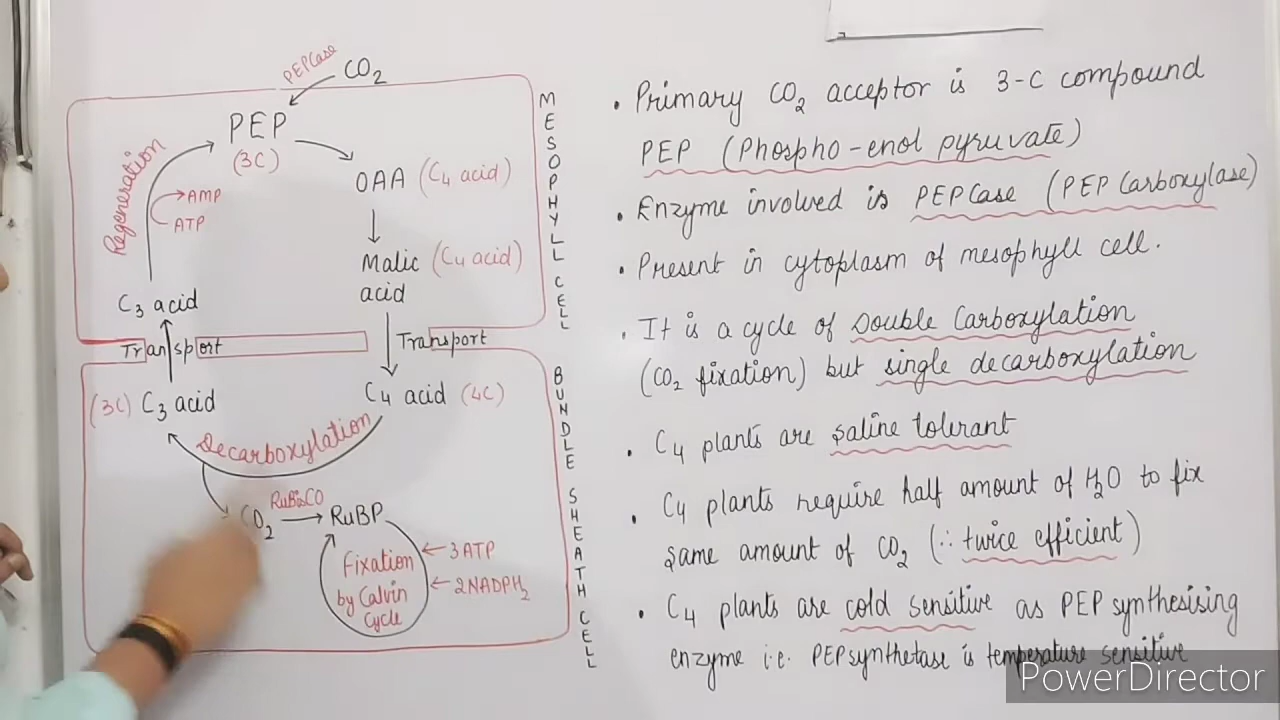 PEPCase
CO2
PEP
(3C)
Regeneration
AMP
ATP
OAA (C4 acid)
Malic (C4 acid)
acid
C3 acid
Transport
Transport
MESOPHYLL CELL
(3C) C3 acid
C4 acid (4C)
Decarboxylation
CO2
RuBisCO
RuBP
Fixation
by Calvin
Cycle
3ATP
2NADPH2
BUNDLE SHEATH CELL
• Primary CO2 acceptor is 3-C compound
PEP (Phospho-enol pyruvate)
• Enzyme involved is PEPCase (PEP Carboxylase)
• Present in cytoplasm of mesophyll cell.
• It is a cycle of Double Carboxylation
(CO2 fixation) but single decarboxylation
• C4 plants are saline tolerant
• C4 plants require half amount of H2O to fix
same amount of CO2 (∴ twice efficient)
• C4 plants are cold sensitive as PEP synthesising
enzyme i.e. PEPsynthetase is temperature sensitive
PowerDirector